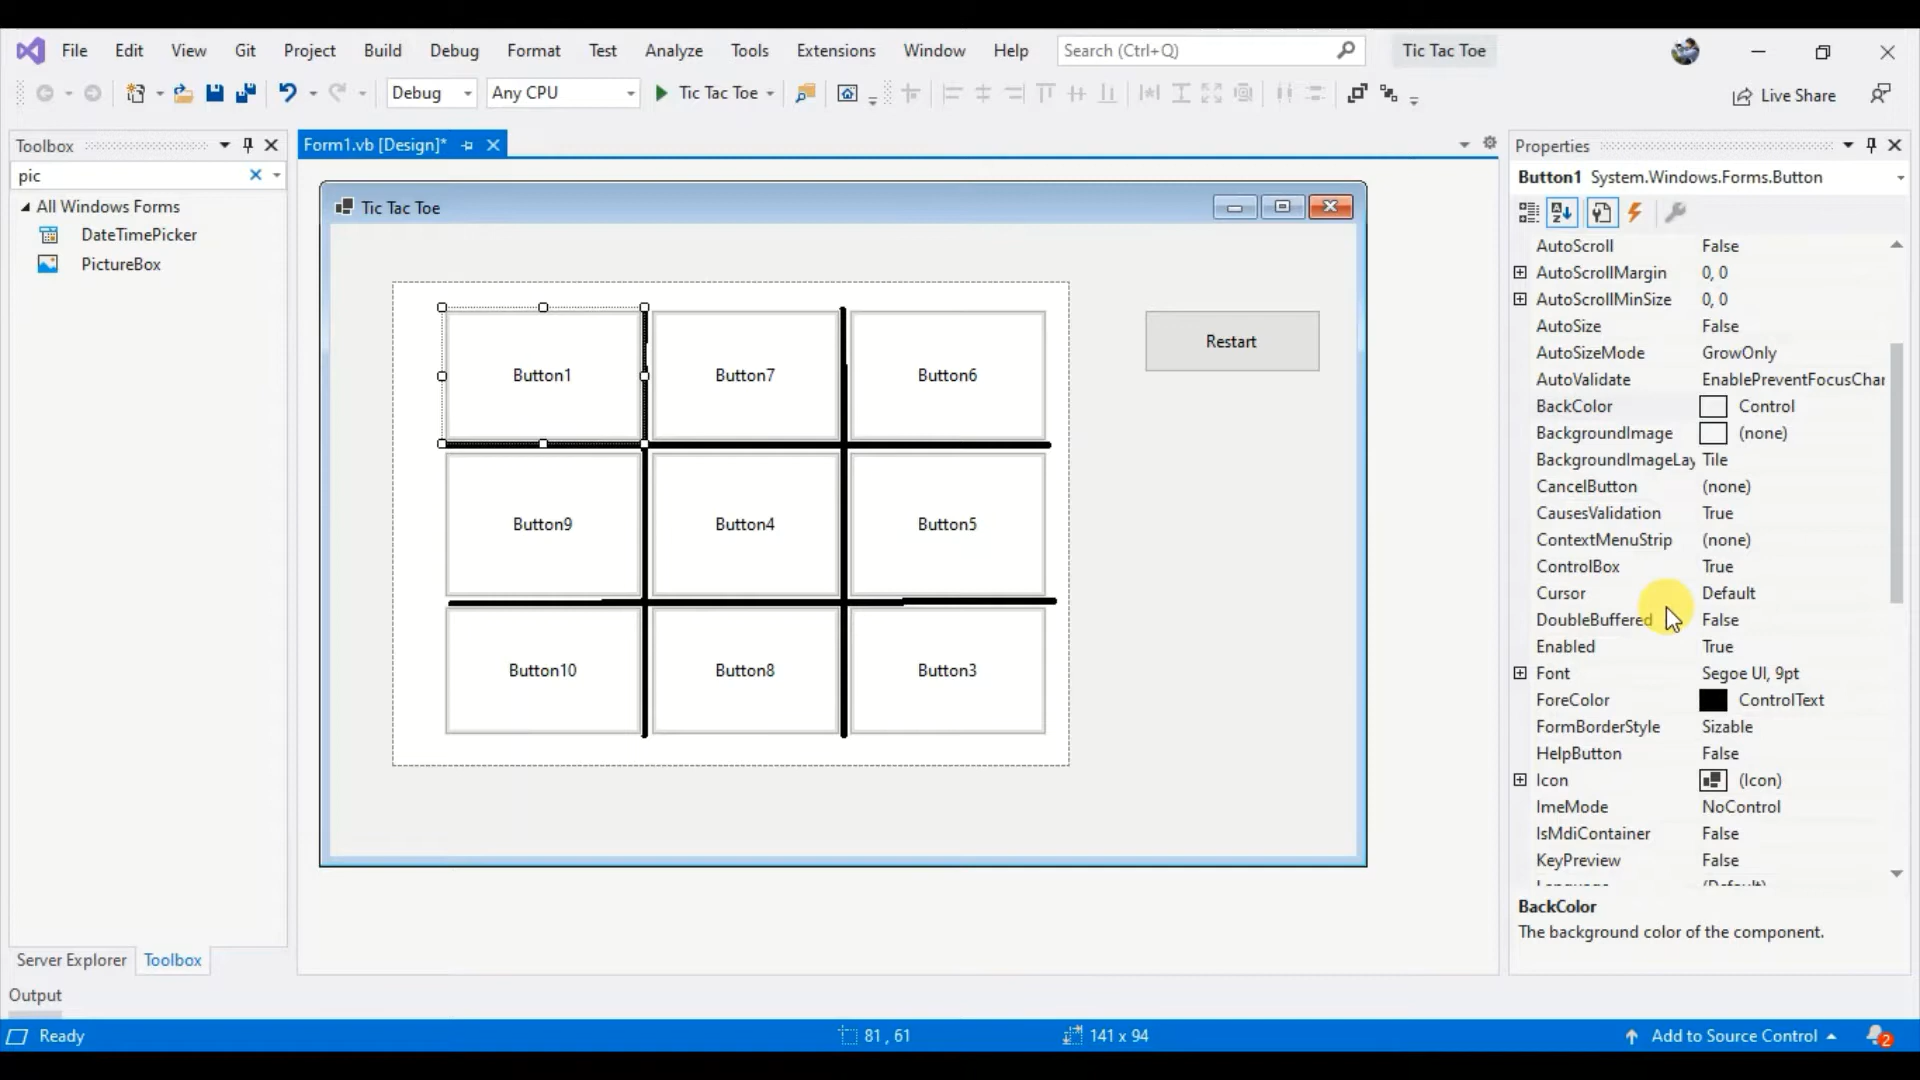 File Edit View Git Project Build Debug Format Test Analyze Tools Extensions Window Help Search (Ctrl+Q) Tic Tac Toe
Debug Any CPU Tic Tac Toe Live Share
Toolbox
pic
All Windows Forms
DateTimePicker
PictureBox
Server Explorer Toolbox
Form1.vb [Design]*
Tic Tac Toe
Button1 Button7 Button6
Restart
Button9 Button4 Button5
Button10 Button8 Button3
Properties
Button1 System.Windows.Forms.Button
AutoScroll False
AutoScrollMargin 0, 0
AutoScrollMinSize 0, 0
AutoSize False
AutoSizeMode GrowOnly
AutoValidate EnablePreventFocusChar
BackColor Control
BackgroundImage (none)
BackgroundImageLay Tile
CancelButton (none)
CausesValidation True
ContextMenuStrip (none)
ControlBox True
Cursor Default
DoubleBuffered False
Enabled True
Font Segoe UI, 9pt
ForeColor ControlText
FormBorderStyle Sizable
HelpButton False
Icon (Icon)
ImeMode NoControl
IsMdiContainer False
KeyPreview False
Language (Default)
BackColor
The background color of the component.
Output
Ready 81 , 61 141 x 94 Add to Source Control 2